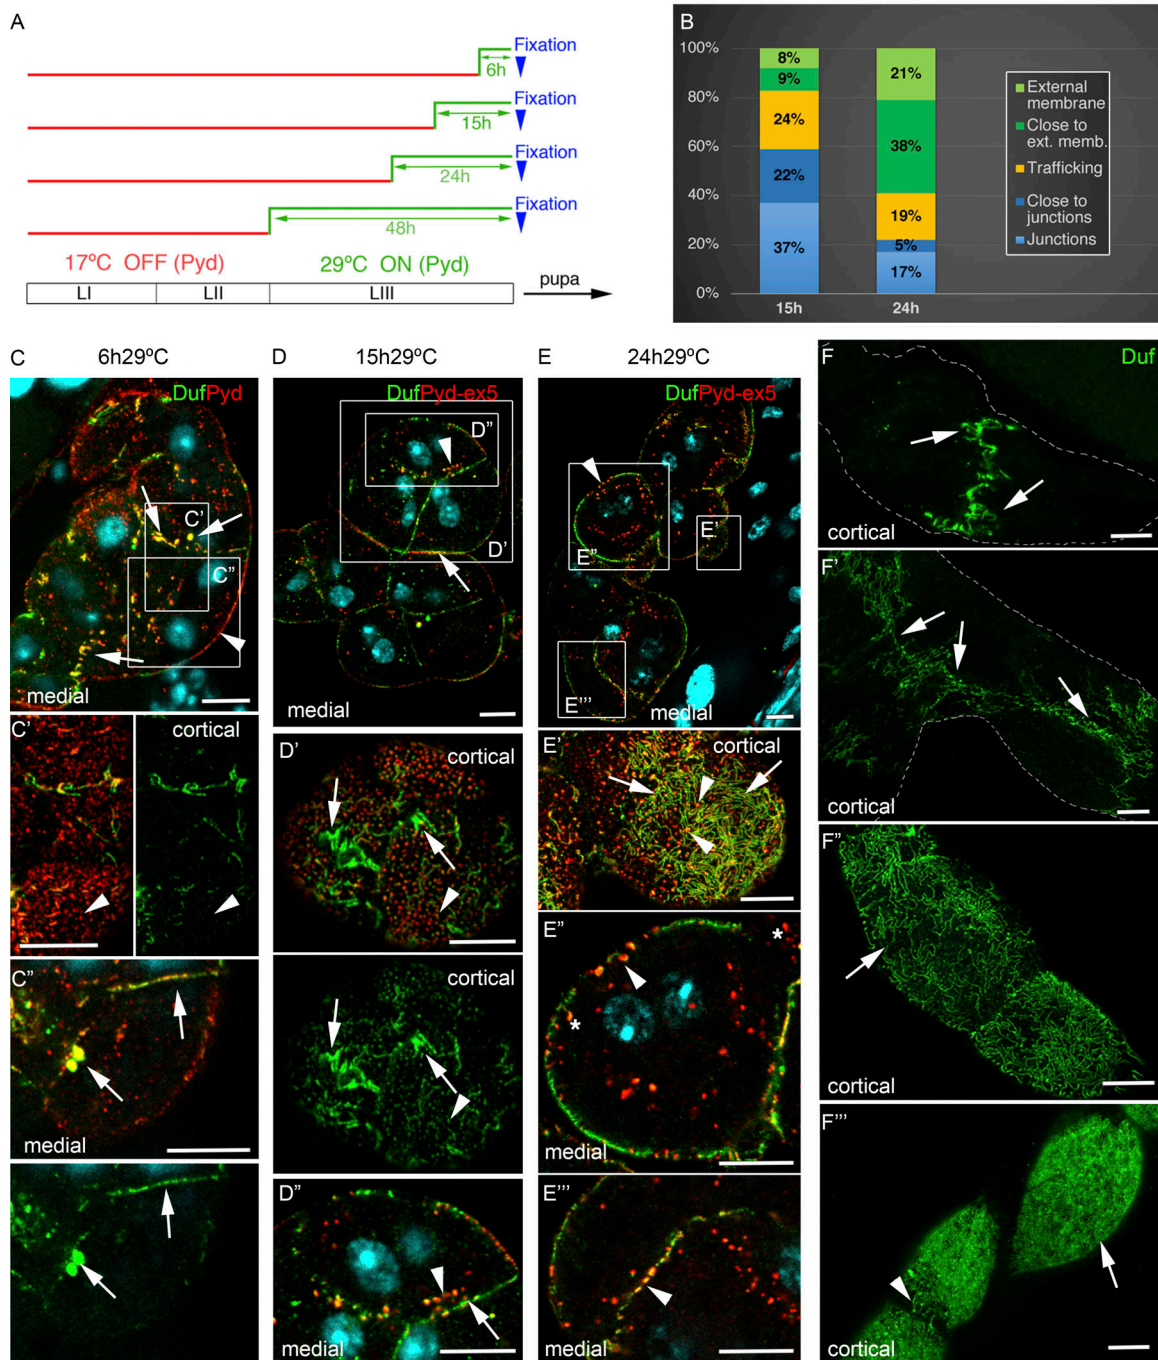 A
Fixation
6h
Fixation
15h
Fixation
24h
Fixation
48h
17ºC OFF (Pyd)
29ºC ON (Pyd)
pupa
LI
LII
LIII
B
100%
80%
60%
40%
20%
0%
8%
9%
24%
22%
37%
21%
38%
19%
5%
17%
15h
24h
External
membrane
Close to
ext. memb.
Trafficking
Close to
junctions
Junctions
C
6h29ºC
DufPyd
C'
C"
medial
C'
cortical
C"
medial
D
15h29ºC
DufPyd-ex5
D"
D'
medial
D'
cortical
cortical
D"
medial
E
24h29ºC
DufPyd-ex5
E'
E"
E'''
medial
E'
cortical
E"
*
*
medial
E'''
medial
F
Duf
cortical
F'
cortical
F"
cortical
F'''
cortical